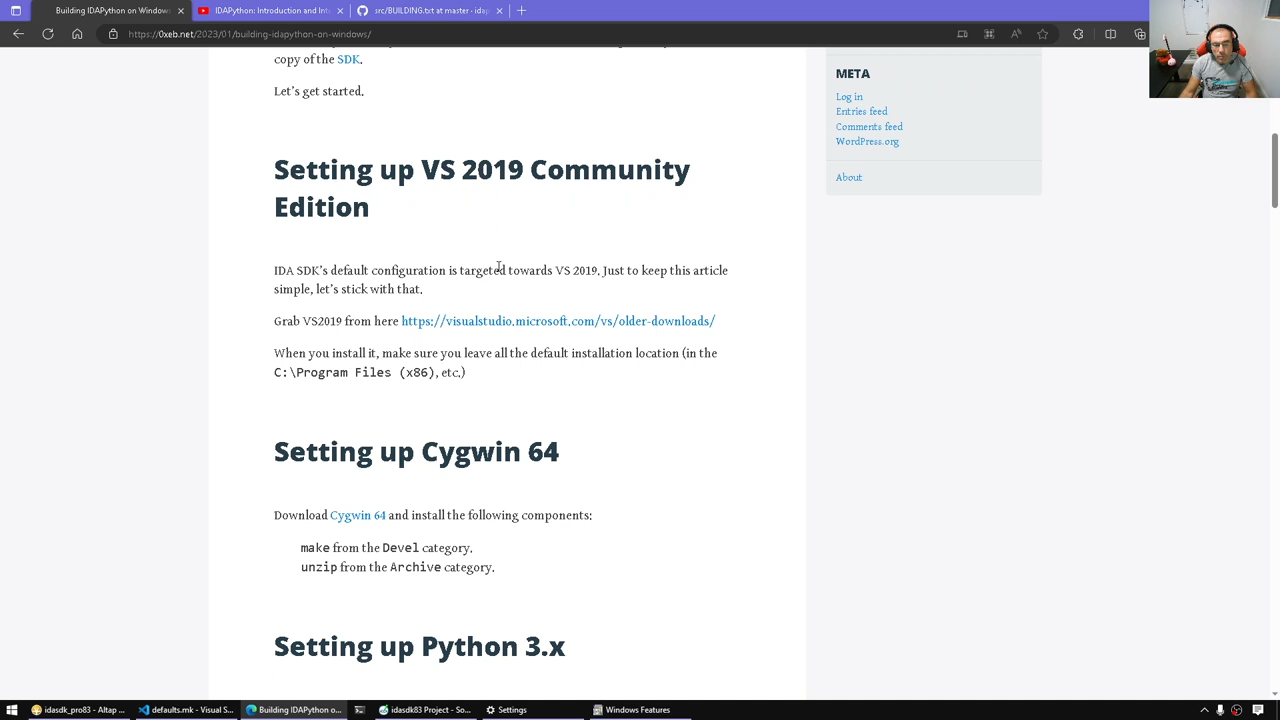 Building IDAPython on Windows
IDAPython: Introduction and Int
src/BUILDING.txt at master · idap
https://0xeb.net/2023/01/building-idapython-on-windows/
copy of the SDK.
Let's get started.
Setting up VS 2019 Community
Edition
IDA SDK's default configuration is targeted towards VS 2019. Just to keep this article
simple, let's stick with that.
Grab VS2019 from here https://visualstudio.microsoft.com/vs/older-downloads/
When you install it, make sure you leave all the default installation location (in the
C:\Program Files (x86), etc.)
Setting up Cygwin 64
Download Cygwin 64 and install the following components:
make from the Devel category.
unzip from the Archive category.
Setting up Python 3.x
META
Log in
Entries feed
Comments feed
WordPress.org
About
idasdk_pro83 - Altap ...
defaults.mk - Visual S...
Building IDAPython o...
idasdk83 Project - So...
Settings
Windows Features